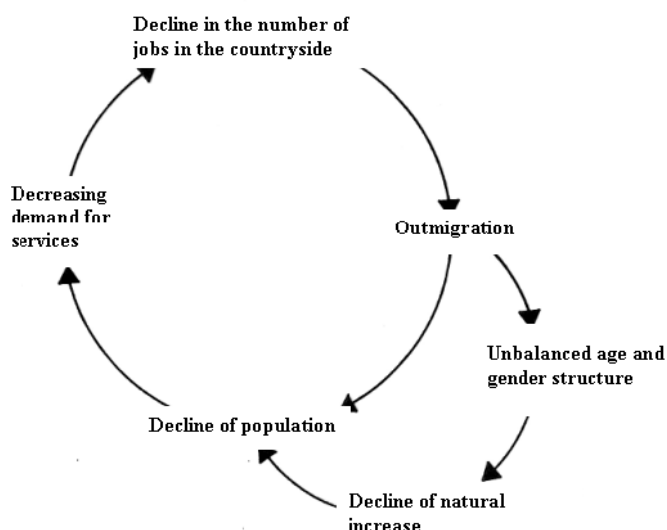 Decline in the number of
jobs in the countryside
Decreasing
demand for
services
Outmigration
Unbalanced age and
gender structure
Decline of population
Decline of natural
increase